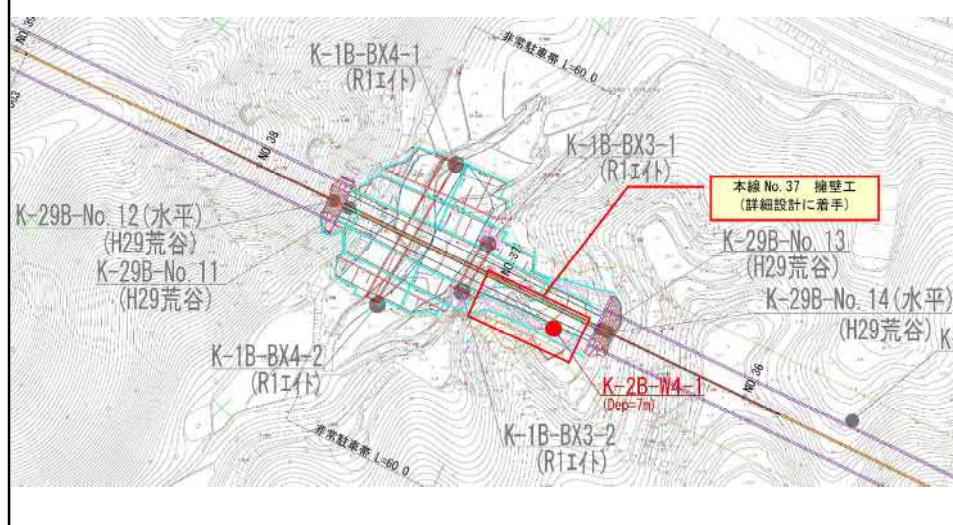 NO.39
非常駐車帯 L=60.0
K-1B-BX4-1
(R1エイト)
NO.38
K-1B-BX3-1
(R1エイト)
本線 No.37 擁壁工
(詳細設計に着手)
K-29B-No.12(水平)
(H29荒谷)
NO.37
K-29B-No.13
(H29荒谷)
K-29B-No.11
(H29荒谷)
K-29B-No.14(水平)
(H29荒谷)
K
K-1B-BX4-2
(R1エイト)
K-2B-W4-1
(Dep=7m)
NO.36
K-1B-BX3-2
(R1エイト)
非常駐車帯 L=60.0